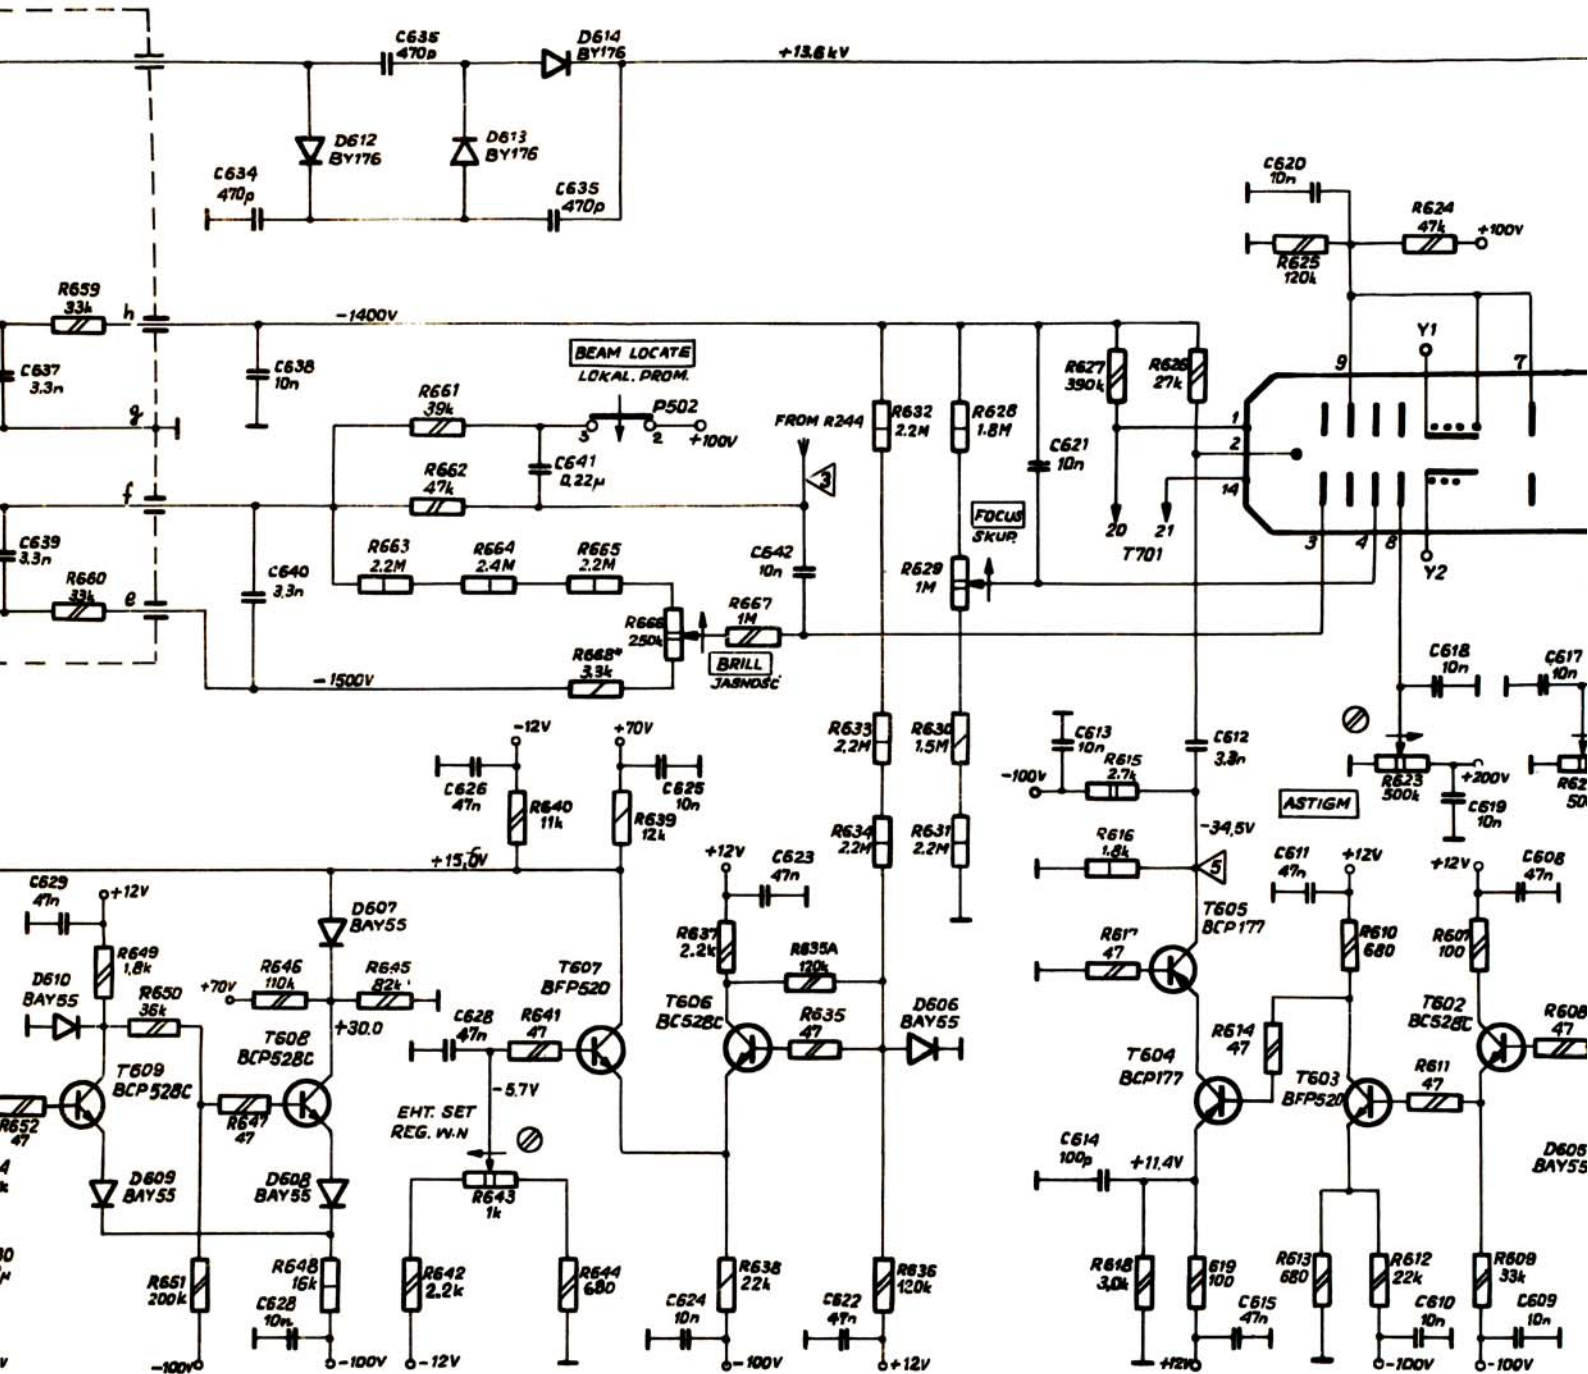 C635
470p
D614
BY176
+13.6kV
D612
BY176
D613
BY176
C634
470p
C635
470p
C620
10n
R624
47k
+100V
R625
120k
R659
33k
h
-1400V
C637
3.3n
C638
10n
g
BEAM LOCATE
LOKAL. PROM.
R661
39k
P502
3
2
+100V
FROM R244
3
R662
47k
C641
0,22µ
R632
2.2M
R628
1.8M
C621
10n
R627
390k
R626
27k
Y1
9
7
1
2
14
20
21
T701
3
4
8
Y2
f
C639
3.3n
R660
33k
e
C640
3,3n
R663
2.2M
R664
2.4M
R665
2.2M
C642
10n
FOCUS
SKUP.
R629
1M
R666
250k
R667
1M
BRILL
JASNOŚĆ
R668*
3.3k
-1500V
C618
10n
C617
10n
-12V
+70V
C626
47n
R640
11k
C625
10n
R639
12k
R633
2.2M
R630
1.5M
C613
10n
-100V
R615
2.7k
C612
3.3n
R623
500k
+200V
C619
10n
ASTIGM
+15,0V
R634
2.2M
R631
2.2M
R616
1.8k
-34,5V
5
C629
47n
+12V
D607
BAY55
+12V
C623
47n
C611
47n
+12V
+12V
C608
47n
R649
1,8k
D610
BAY55
R650
36k
+70V
R646
110k
R645
82k
+30.0
T607
BFP520
R637
2.2k
R635A
120k
T605
BCP177
R617
47
R610
680
R607
100
T608
BCP528C
C628
47n
R641
47
T606
BC528C
R635
47
D606
BAY55
R614
47
T602
BC528C
R608
47
T609
BCP528C
R652
47
R647
47
-5.7V
EHT. SET
REG. W.N
T604
BCP177
T603
BFP520
R611
47
D609
BAY55
D608
BAY55
R643
1k
C614
100p
+11.4V
D605
BAY55
R651
200k
R648
16k
C628
10n
R642
2.2k
R644
680
C624
10n
R638
22k
C622
47n
R636
120k
R618
3,0k
619
100
C615
47n
R613
680
R612
22k
C610
10n
R609
33k
C609
10n
-100V
-100V
-12V
-100V
+12V
+12V
-100V
-100V